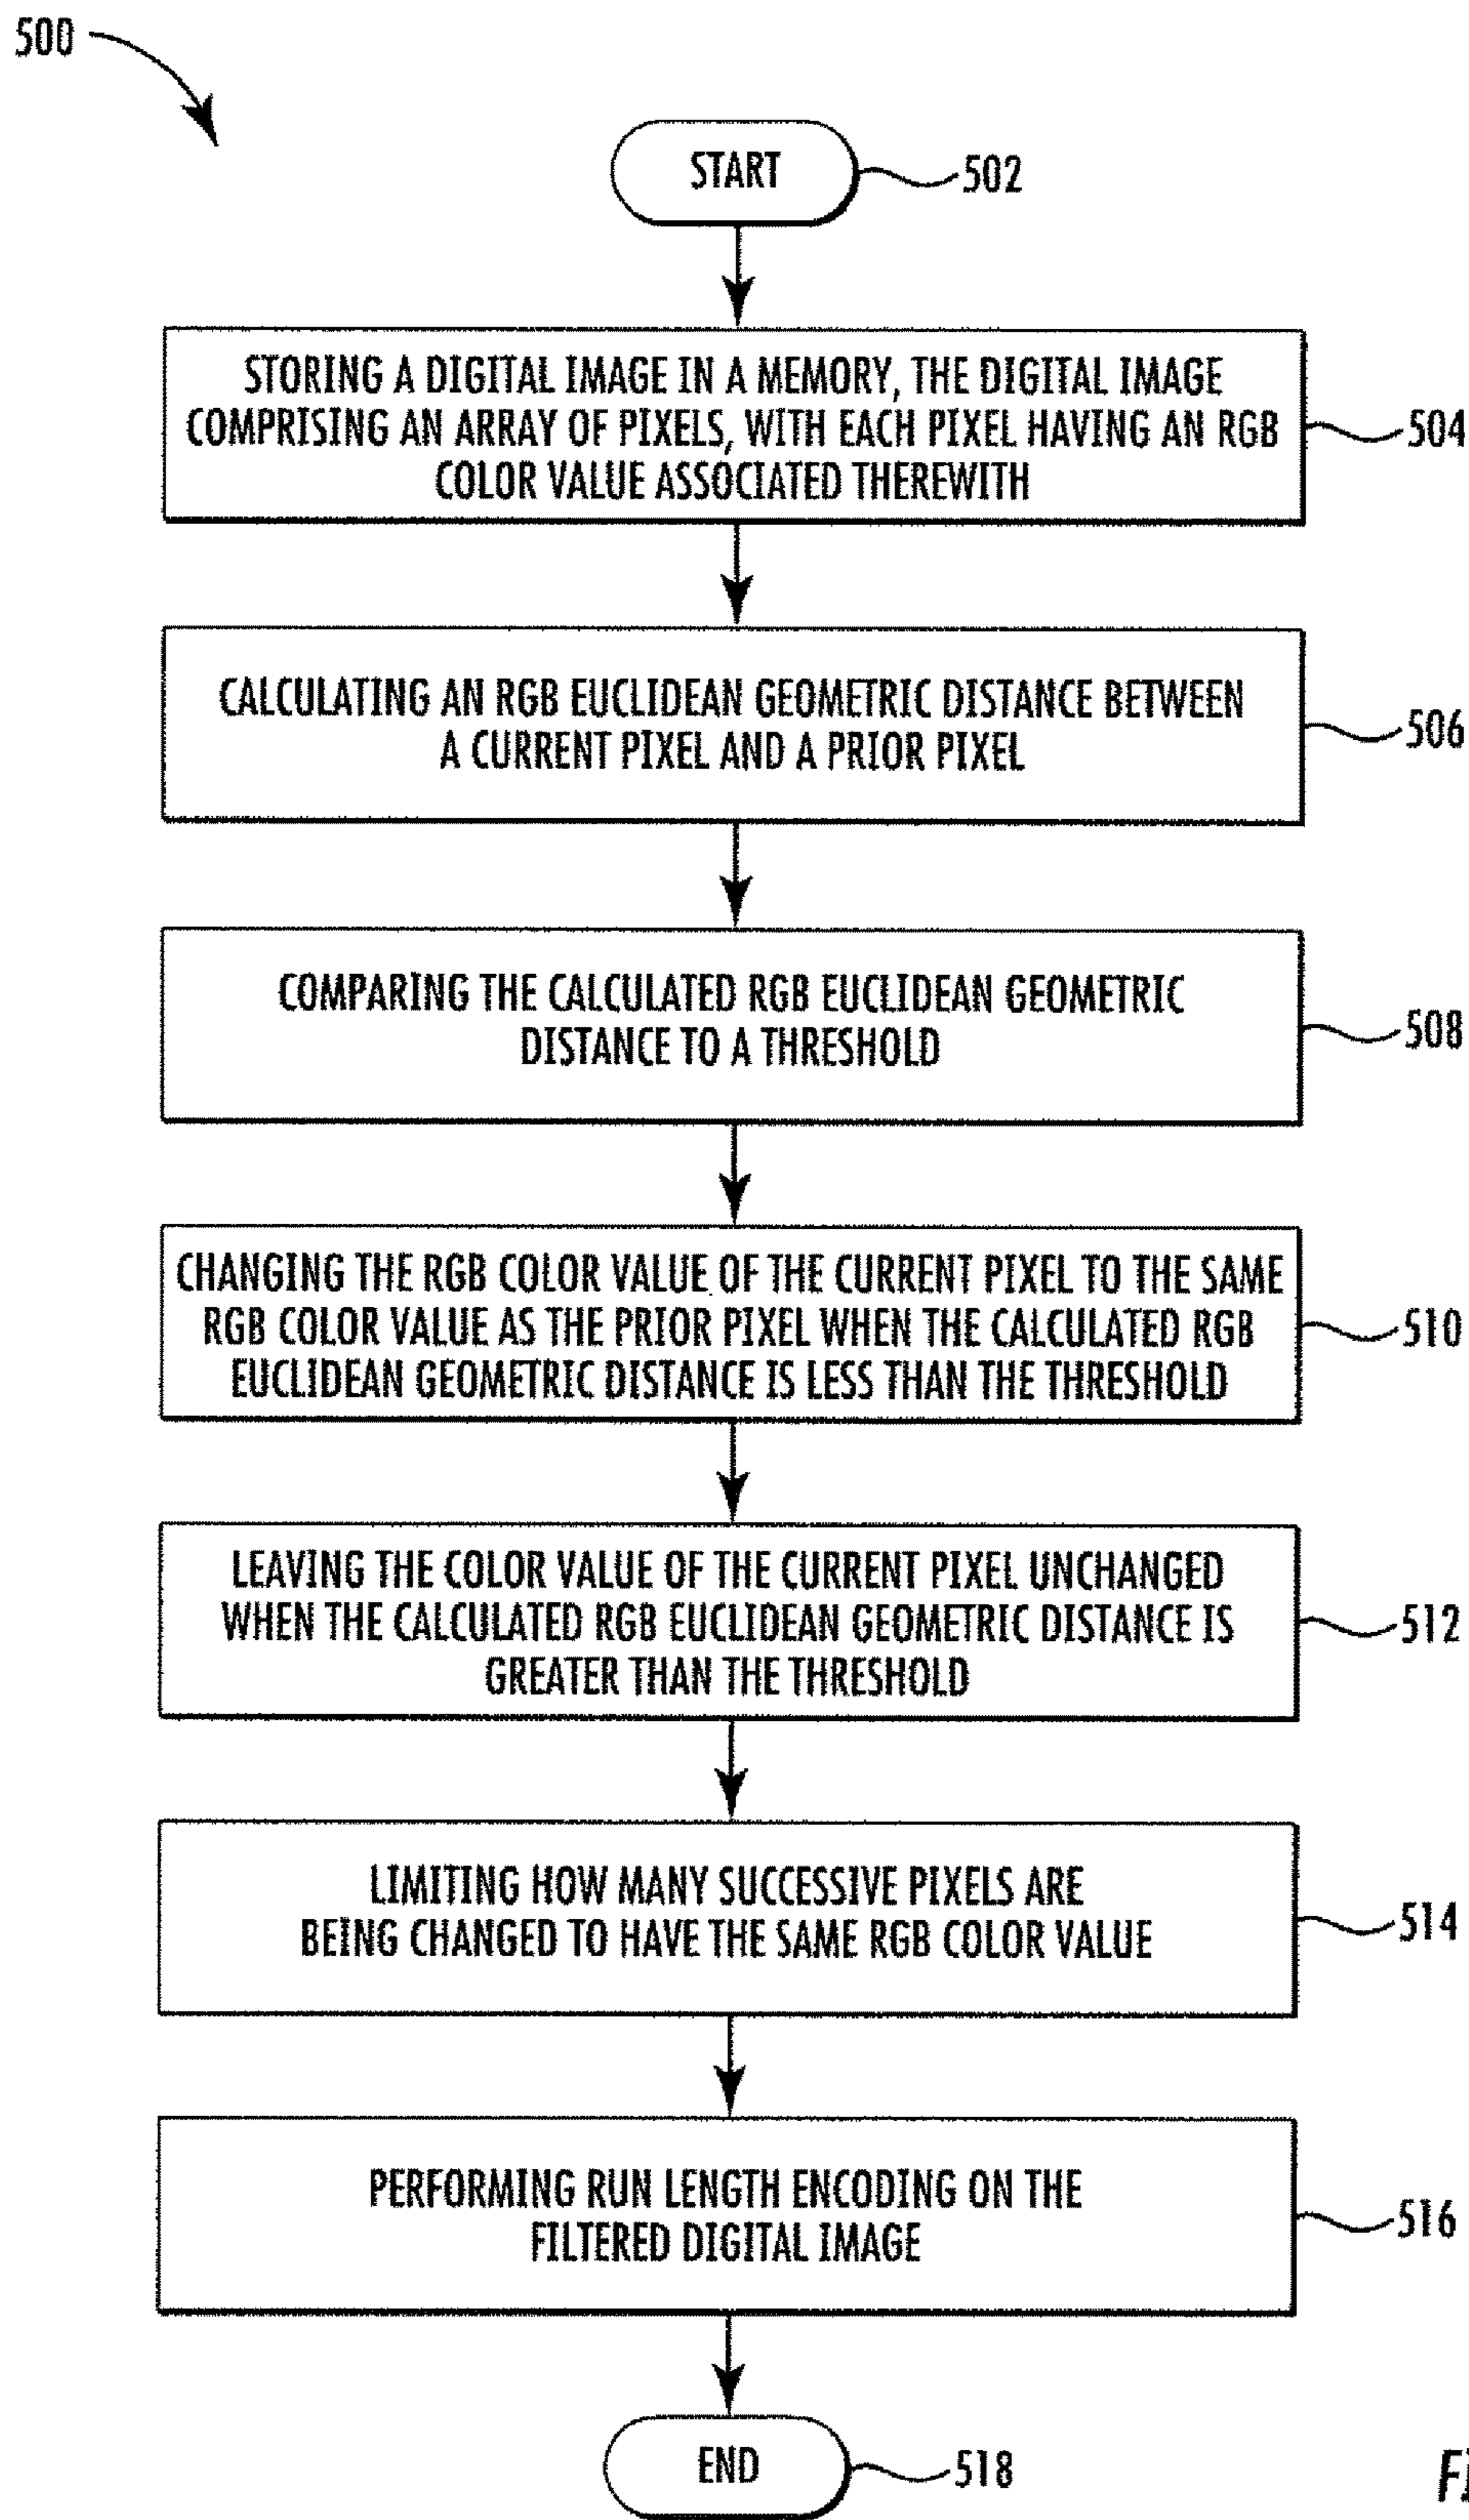 500
START
502
STORING A DIGITAL IMAGE IN A MEMORY, THE DIGITAL IMAGE
COMPRISING AN ARRAY OF PIXELS, WITH EACH PIXEL HAVING AN RGB
COLOR VALUE ASSOCIATED THEREWITH
504
CALCULATING AN RGB EUCLIDEAN GEOMETRIC DISTANCE BETWEEN
A CURRENT PIXEL AND A PRIOR PIXEL
506
COMPARING THE CALCULATED RGB EUCLIDEAN GEOMETRIC
DISTANCE TO A THRESHOLD
508
CHANGING THE RGB COLOR VALUE OF THE CURRENT PIXEL TO THE SAME
RGB COLOR VALUE AS THE PRIOR PIXEL WHEN THE CALCULATED RGB
EUCLIDEAN GEOMETRIC DISTANCE IS LESS THAN THE THRESHOLD
510
LEAVING THE COLOR VALUE OF THE CURRENT PIXEL UNCHANGED
WHEN THE CALCULATED RGB EUCLIDEAN GEOMETRIC DISTANCE IS
GREATER THAN THE THRESHOLD
512
LIMITING HOW MANY SUCCESSIVE PIXELS ARE
BEING CHANGED TO HAVE THE SAME RGB COLOR VALUE
514
PERFORMING RUN LENGTH ENCODING ON THE
FILTERED DIGITAL IMAGE
516
END
518